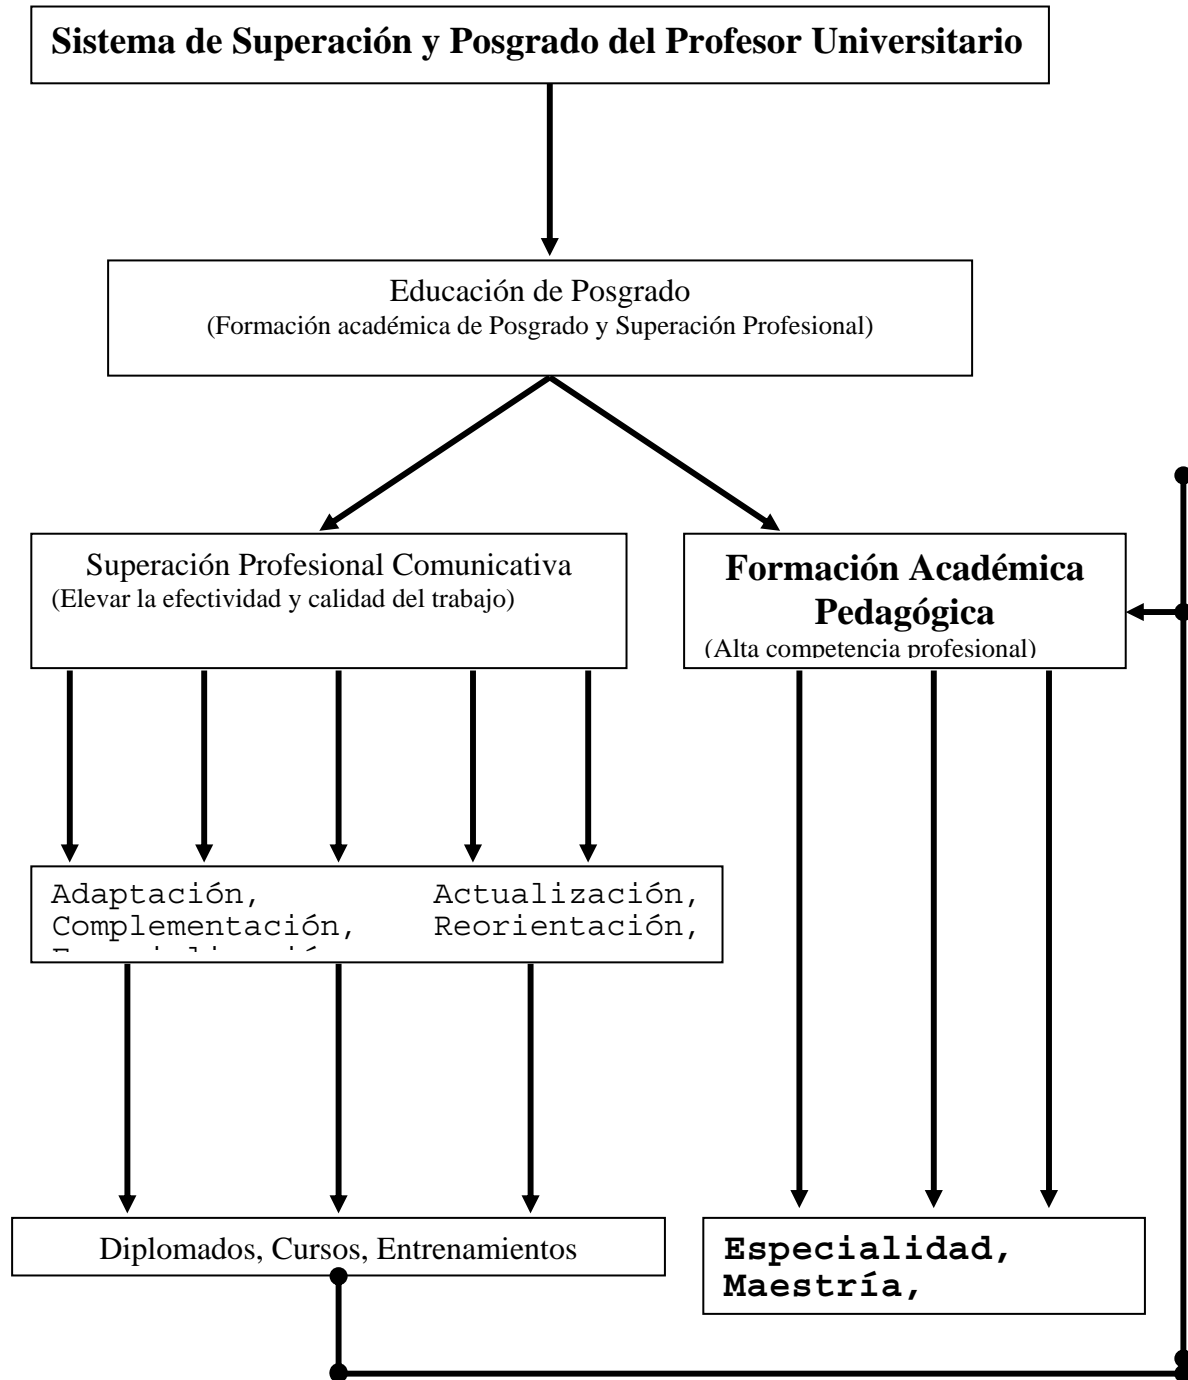 Sistema de Superación y Posgrado del Profesor Universitario
Educación de Posgrado
(Formación académica de Posgrado y Superación Profesional)
Superación Profesional Comunicativa
(Elevar la efectividad y calidad del trabajo)
Formación Académica
Pedagógica
(Alta competencia profesional)
Adaptación, Actualización,
Complementación, Reorientación,
Diplomados, Cursos, Entrenamientos
Especialidad,
Maestría,